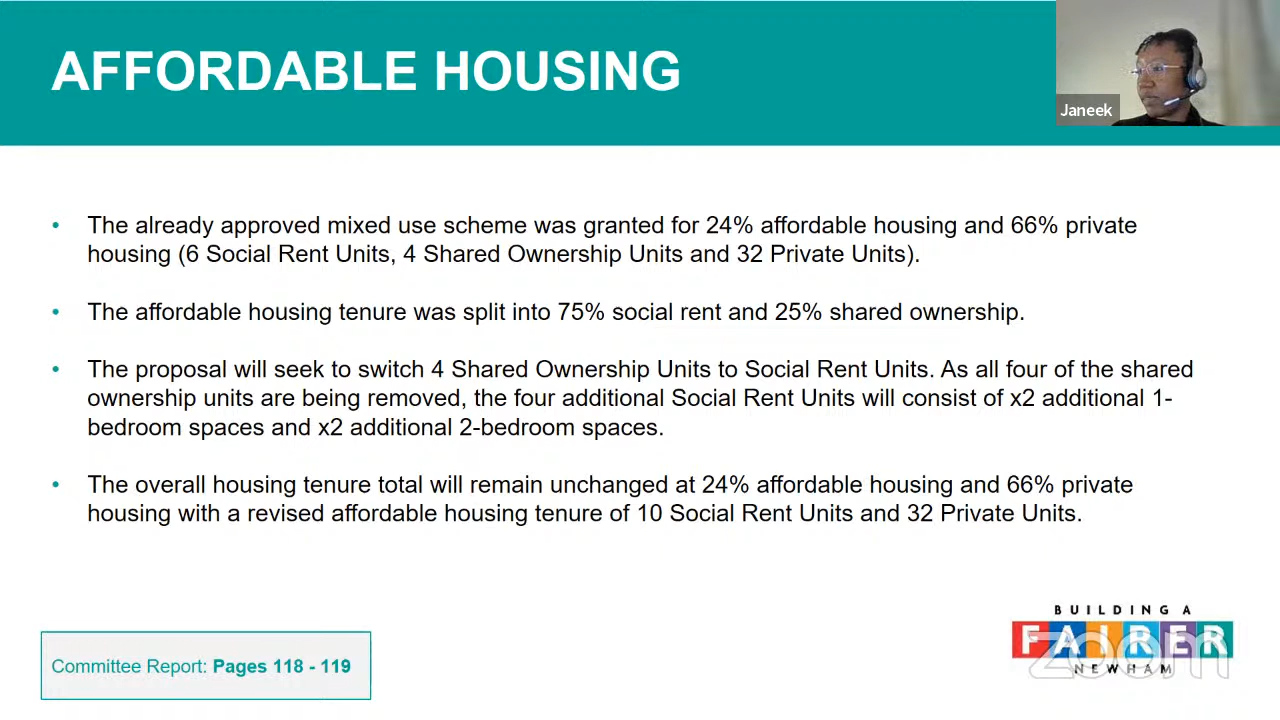 AFFORDABLE HOUSING
Janeek
• The already approved mixed use scheme was granted for 24% affordable housing and 66% private
housing (6 Social Rent Units, 4 Shared Ownership Units and 32 Private Units).
• The affordable housing tenure was split into 75% social rent and 25% shared ownership.
• The proposal will seek to switch 4 Shared Ownership Units to Social Rent Units. As all four of the shared
ownership units are being removed, the four additional Social Rent Units will consist of x2 additional 1-
bedroom spaces and x2 additional 2-bedroom spaces.
• The overall housing tenure total will remain unchanged at 24% affordable housing and 66% private
housing with a revised affordable housing tenure of 10 Social Rent Units and 32 Private Units.
Committee Report: Pages 118 - 119
BUILDING A
FAIRER
zoom
NEWHAM